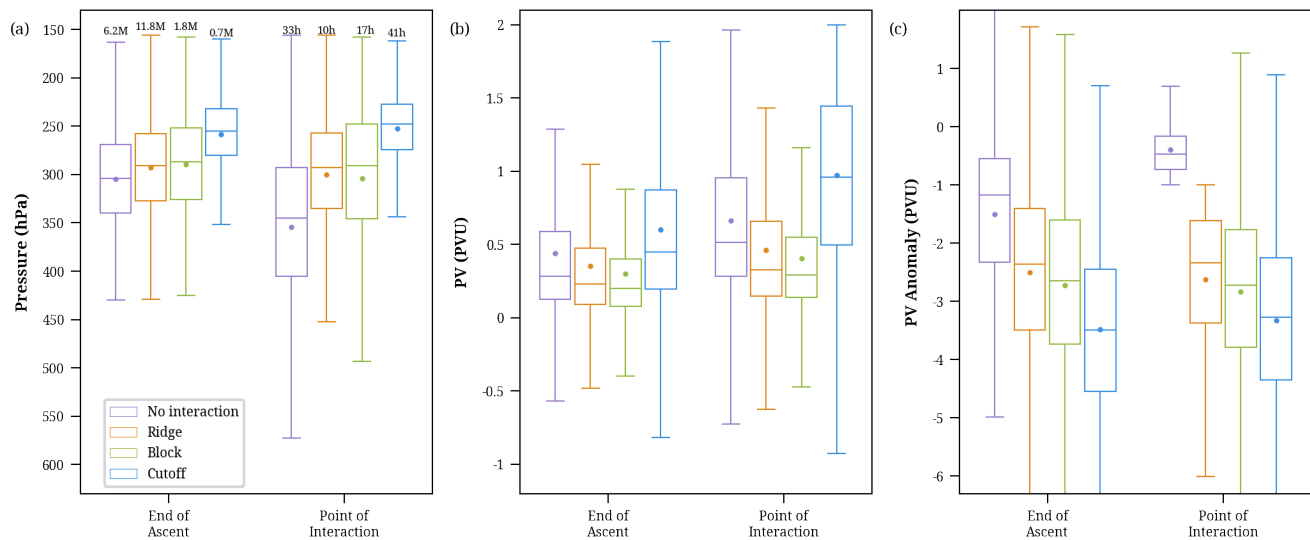 (a)
Pressure (hPa)
150
200
250
300
350
400
450
500
550
600
6.2M
11.8M
1.8M
0.7M
33h
10h
17h
41h
No interaction
Ridge
Block
Cutoff
End of
Ascent
Point of
Interaction
(b)
PV (PVU)
2
1.5
1
0.5
0
-0.5
-1
End of
Ascent
Point of
Interaction
(c)
PV Anomaly (PVU)
1
0
-1
-2
-3
-4
-5
-6
End of
Ascent
Point of
Interaction